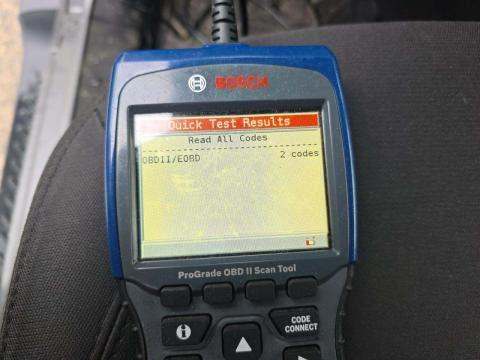 BOSCH
Quick Test Results
Read All Codes
OBDII/EOBD 2 codes
ProGrade OBD II Scan Tool
i
CODE
CONNECT